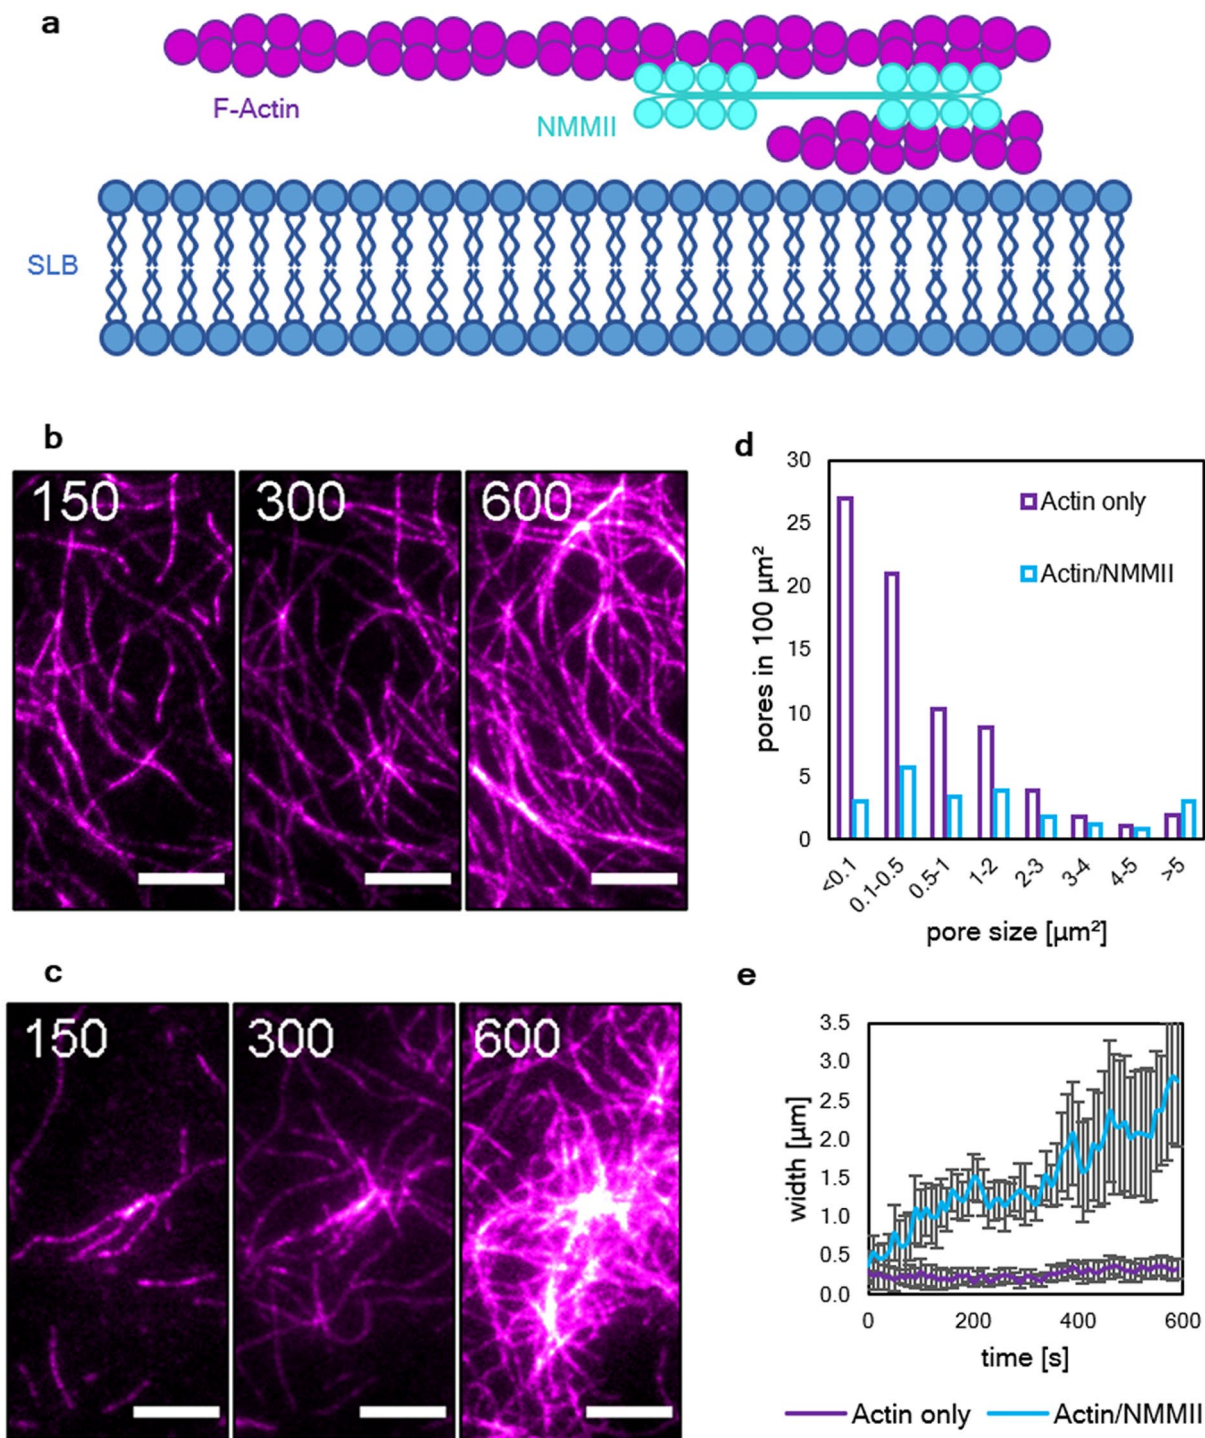 a
F-Actin
NMMII
SLB
b
150
300
600
c
150
300
600
d
30
25
20
15
10
5
0
pores in 100 µm²
Actin only
Actin/NMMII
<0.1
0.1-0.5
0.5-1
1-2
2-3
3-4
4-5
>5
pore size [µm²]
e
3.5
3.0
2.5
2.0
1.5
1.0
0.5
0.0
width [µm]
0 200 400 600
time [s]
Actin only Actin/NMMII